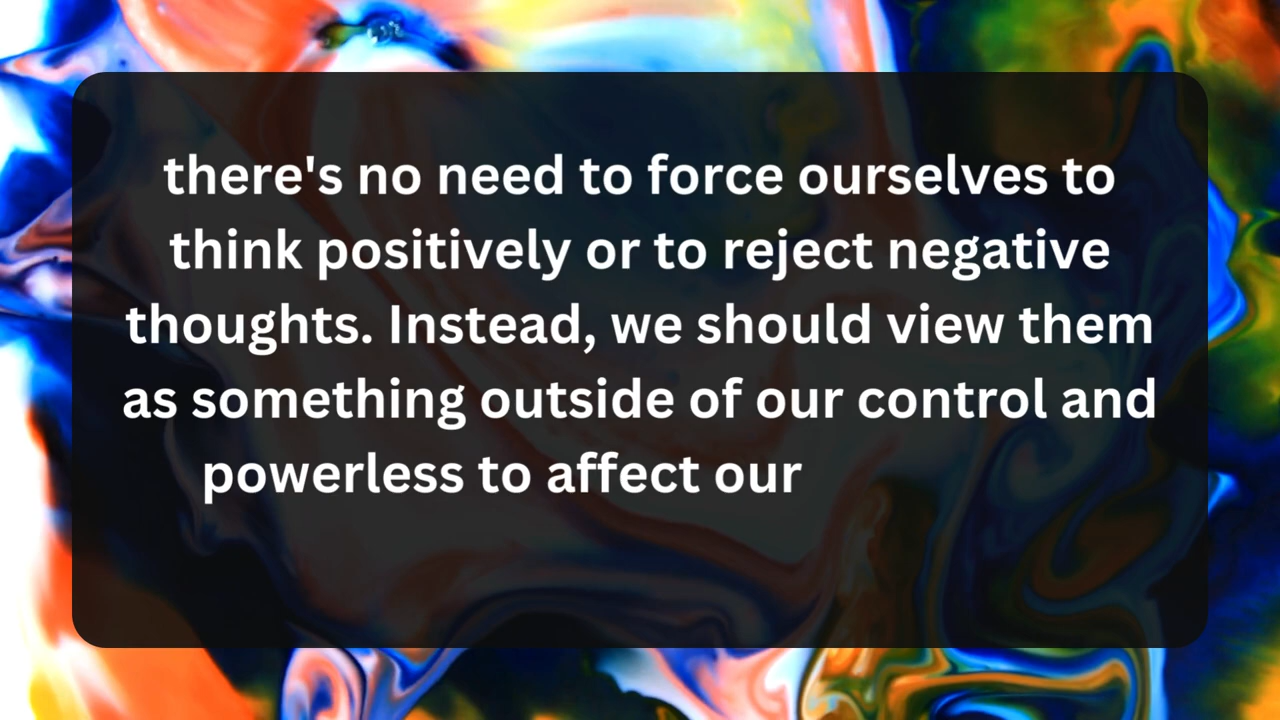 there's no need to force ourselves to
think positively or to reject negative
thoughts. Instead, we should view them
as something outside of our control and
powerless to affect our